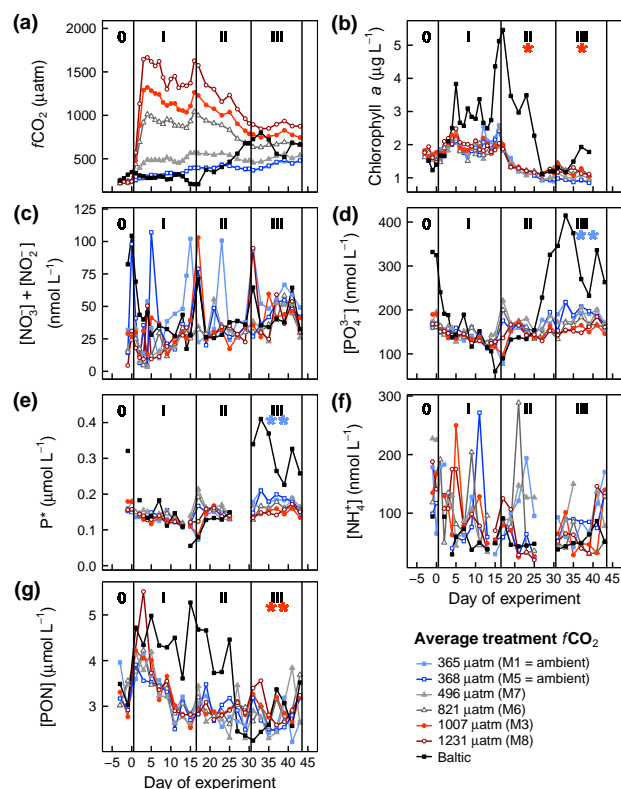 (a)
0 I II III
2000
1500
1000
500
fCO₂
(µatm)
(b)
0 I II III
*
*
5
4
3
2
1
Chlorophyll a (µg L⁻¹)
(c)
0 I II III
125
100
75
50
25
0
[NO₃⁻] + [NO₂⁻]
(nmol L⁻¹)
(d)
0 I II III
**
400
300
200
100
[PO₄³⁻] (nmol L⁻¹)
(e)
0 I II III
**
0.4
0.3
0.2
0.1
P* (µmol L⁻¹)
(f)
0 I II III
300
200
100
[NH₄⁺] (nmol L⁻¹)
−5 0 5 10 15 20 25 30 35 40 45
Day of experiment
(g)
0 I II III
**
5
4
3
[PON] (µmol L⁻¹)
−5 0 5 10 15 20 25 30 35 40 45
Day of experiment
Average treatment fCO₂
365 µatm (M1 = ambient)
368 µatm (M5 = ambient)
496 µatm (M7)
821 µatm (M6)
1007 µatm (M3)
1231 µatm (M8)
Baltic